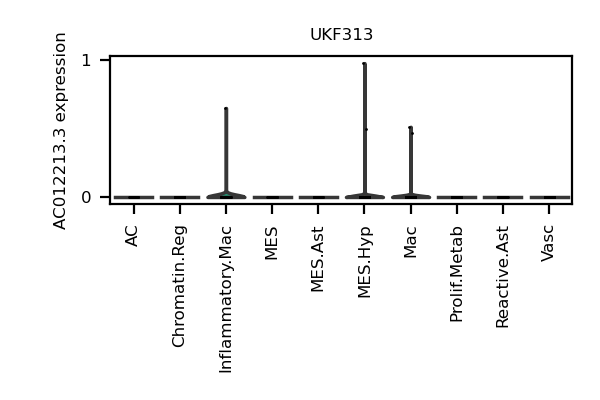 UKF313
AC012213.3 expression
1
0
AC
Chromatin.Reg
Inflammatory.Mac
MES
MES.Ast
MES.Hyp
Mac
Prolif.Metab
Reactive.Ast
Vasc